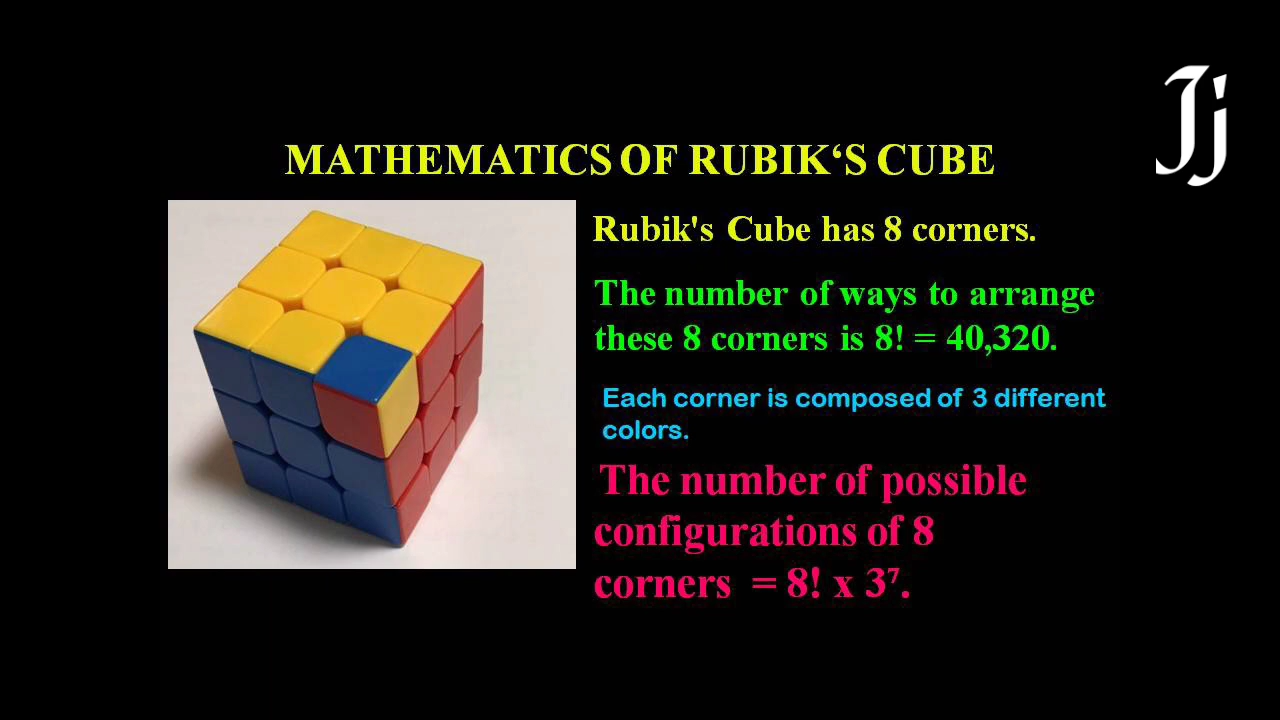 Jj
MATHEMATICS OF RUBIK‘S CUBE
Rubik's Cube has 8 corners.
The number of ways to arrange
these 8 corners is 8! = 40,320.
Each corner is composed of 3 different
colors.
The number of possible
configurations of 8
corners = 8! x 3⁷.